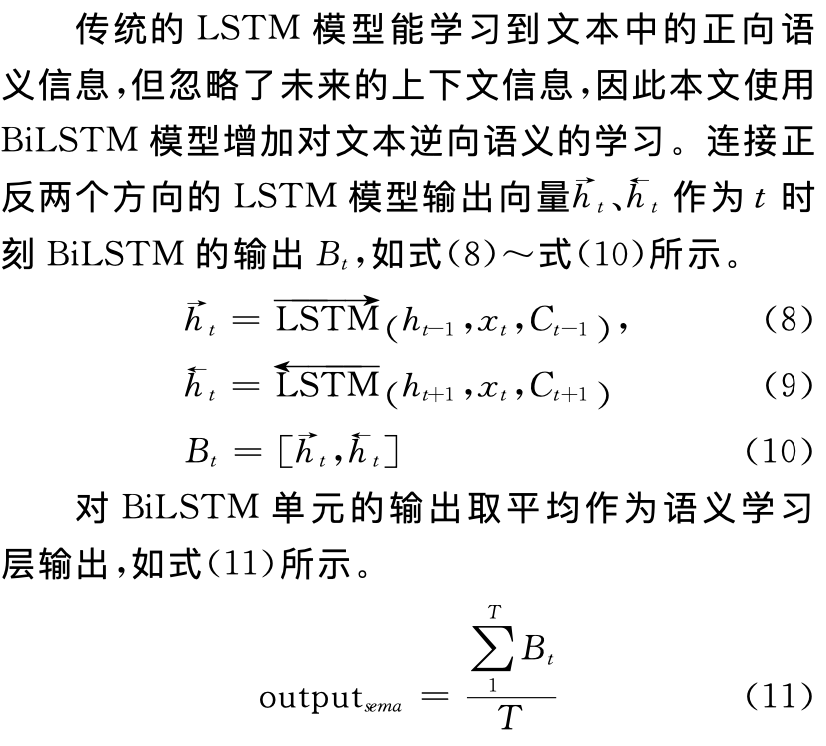 传统的 LSTM 模型能学习到文本中的正向语
义信息,但忽略了未来的上下文信息,因此本文使用
BiLSTM 模型增加对文本逆向语义的学习。连接正
反两个方向的 LSTM 模型输出向量$\vec{h}_t$、$\overleftarrow{h}_t$ 作为 $t$ 时
刻 BiLSTM 的输出 $B_t$,如式(8)～式(10)所示。
$\vec{h}_t = \overrightarrow{\text{LSTM}}(h_{t-1}, x_t, C_{t-1})$, (8)
$\overleftarrow{h}_t = \overleftarrow{\text{LSTM}}(h_{t+1}, x_t, C_{t+1})$ (9)
$B_t = [\vec{h}_t, \overleftarrow{h}_t]$ (10)
对 BiLSTM 单元的输出取平均作为语义学习
层输出,如式(11)所示。
$\text{output}_{sema} = \frac{\sum_{1}^{T} B_t}{T}$ (11)